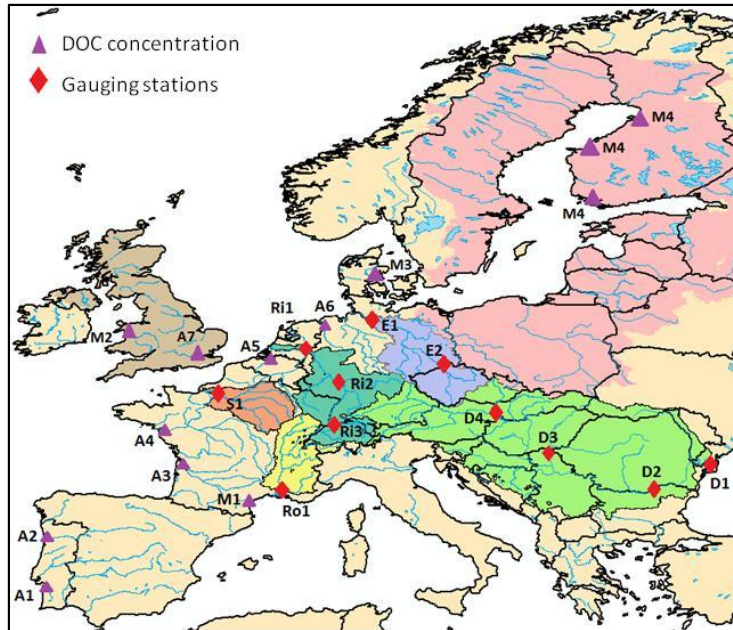 DOC concentration
Gauging stations
M4
M4
M4
M3
Ri1
A6
E1
M2
A7
A5
E2
Ri2
S1
D4
A4
Ri3
D3
A3
D1
M1
D2
Ro1
A2
A1